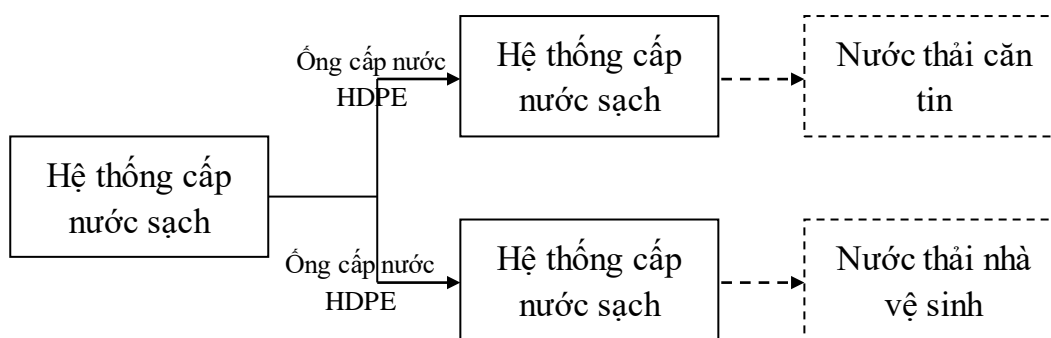 Ống cấp nước
HDPE
Hệ thống cấp
nước sạch
Nước thải căn
tin
Hệ thống cấp
nước sạch
Ống cấp nước
HDPE
Hệ thống cấp
nước sạch
Nước thải nhà
vệ sinh